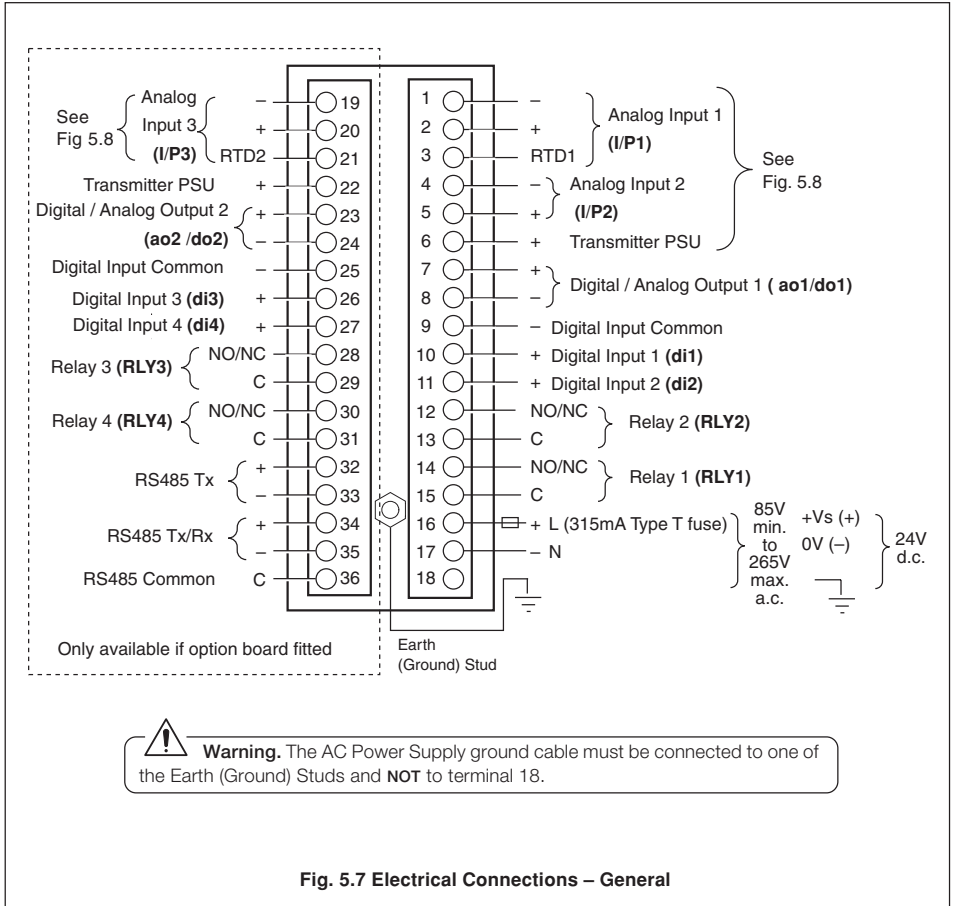 See
Fig 5.8
Analog
Input 3
(I/P3)
– 19
+ 20
RTD2 21
Transmitter PSU + 22
Digital / Analog Output 2
(ao2 /do2)
+ 23
– 24
Digital Input Common – 25
Digital Input 3 (di3) + 26
Digital Input 4 (di4) + 27
Relay 3 (RLY3)
NO/NC 28
C 29
Relay 4 (RLY4)
NO/NC 30
C 31
RS485 Tx
+ 32
– 33
RS485 Tx/Rx
+ 34
– 35
RS485 Common C 36
Only available if option board fitted
1 –
2 +
3 RTD1
Analog Input 1
(I/P1)
4 –
5 +
Analog Input 2
(I/P2)
6 + Transmitter PSU
See
Fig. 5.8
7 +
8 –
Digital / Analog Output 1 ( ao1/do1)
9 – Digital Input Common
10 + Digital Input 1 (di1)
11 + Digital Input 2 (di2)
12 NO/NC
13 C
Relay 2 (RLY2)
14 NO/NC
15 C
Relay 1 (RLY1)
16 + L (315mA Type T fuse)
17 – N
18
85V
min.
to
265V
max.
a.c.
+Vs (+)
0V (–)
24V
d.c.
Earth
(Ground) Stud
Warning. The AC Power Supply ground cable must be connected to one of
the Earth (Ground) Studs and NOT to terminal 18.
Fig. 5.7 Electrical Connections – General